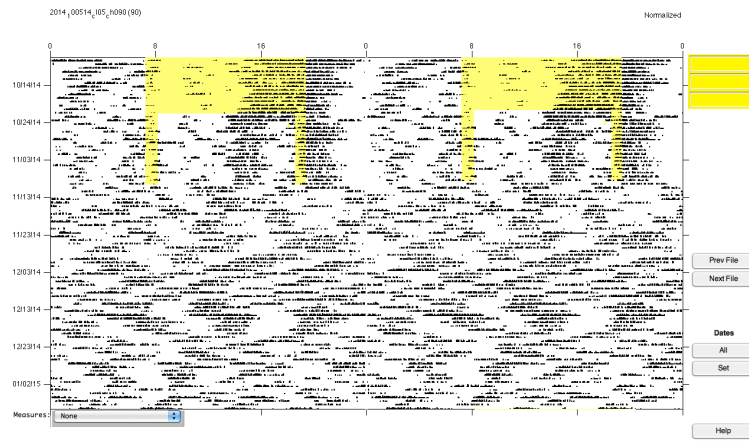 2014_100514_cl05_ch090 (90)
Normalized
0 8 16 0 8 16 0
10/14/14
10/24/14
11/03/14
11/13/14
11/23/14
12/03/14
12/13/14
12/23/14
01/02/15
Prev File
Next File
Dates
All
Set
Measures: None
Help